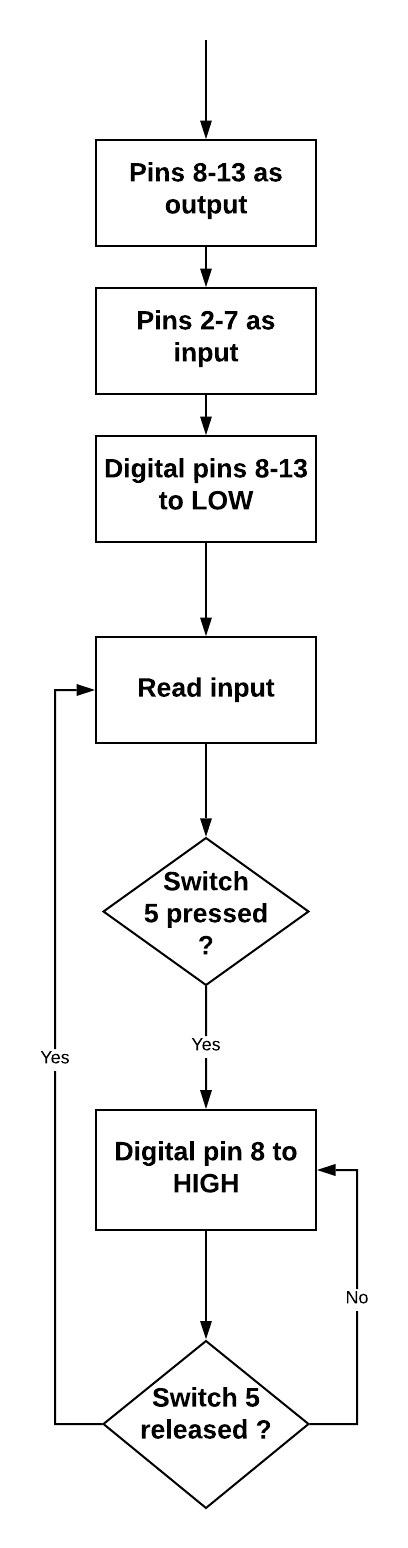 Pins 8-13 as
output
Pins 2-7 as
input
Digital pins 8-13
to LOW
Read input
Switch
5 pressed
?
Yes
Yes
Digital pin 8 to
HIGH
No
Switch 5
released ?